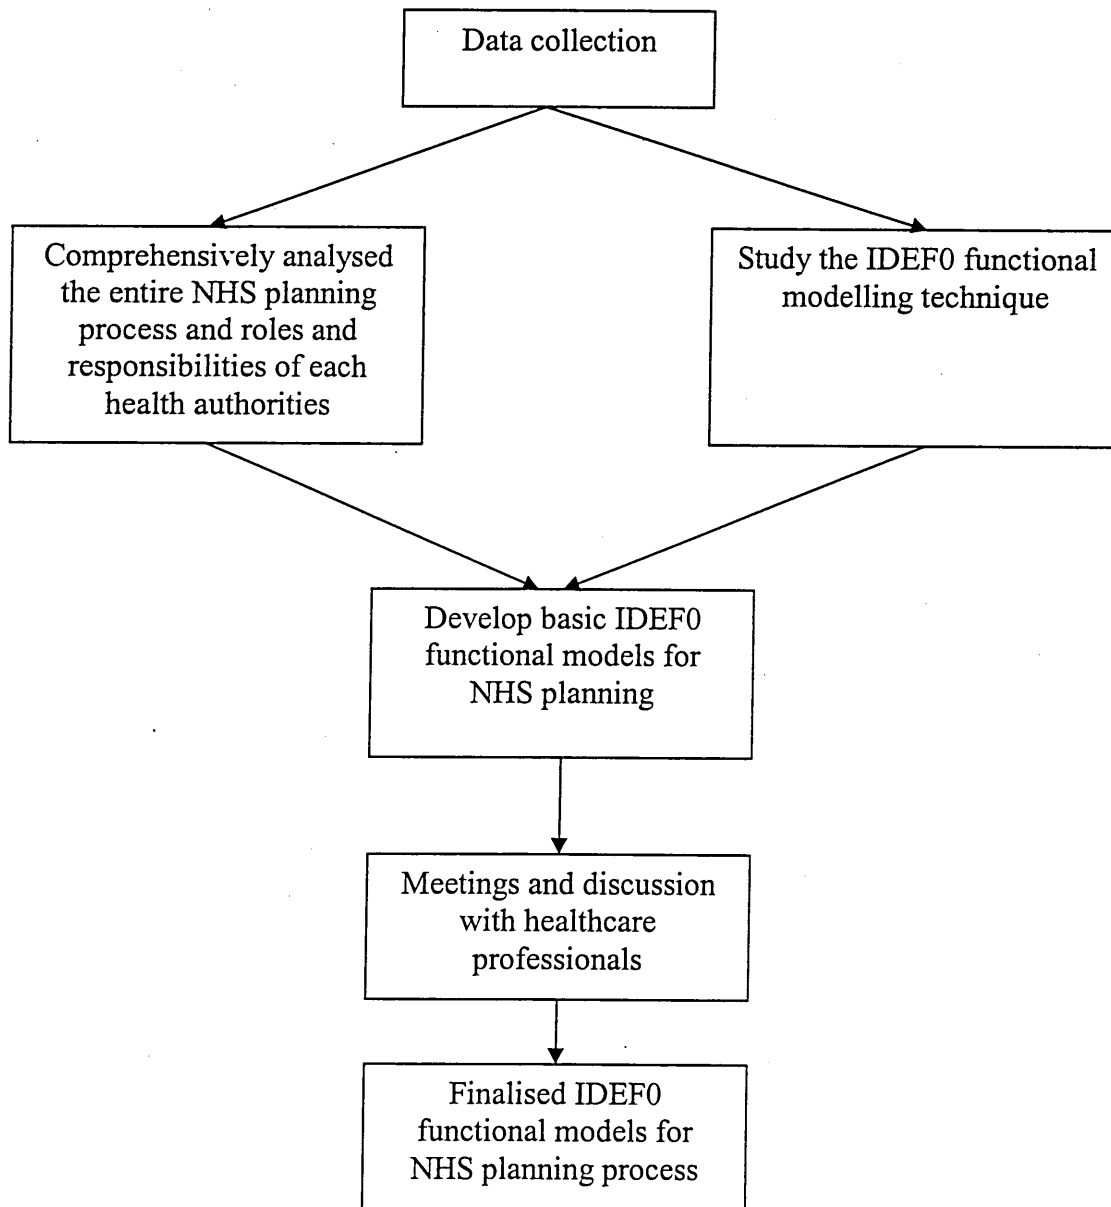 Data collection
Comprehensively analysed
the entire NHS planning
process and roles and
responsibilities of each
health authorities
Study the IDEF0 functional
modelling technique
Develop basic IDEF0
functional models for
NHS planning
Meetings and discussion
with healthcare
professionals
Finalised IDEF0
functional models for
NHS planning process